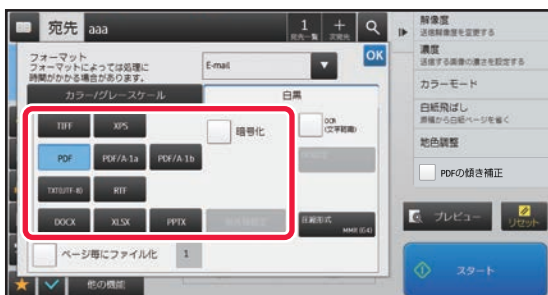 宛先 aaa
1
宛先一覧
+
次宛先
解像度
送信解像度を変更する
濃度
送信する画像の濃さを設定する
カラーモード
白紙飛ばし
原稿から白紙ページを省く
地色調整
PDFの傾き補正
プレビュー
リセット
スタート
フォーマット
フォーマットによっては処理に
時間がかかる場合があります。
E-mail
OK
カラー/グレースケール
白黒
TIFF
XPS
暗号化
OCR
(文字認識)
PDF
PDF/A-1a
PDF/A-1b
TXT(UTF-8)
RTF
DOCX
XLSX
PPTX
圧縮形式
MMR (G4)
ページ毎にファイル化
1
他の機能